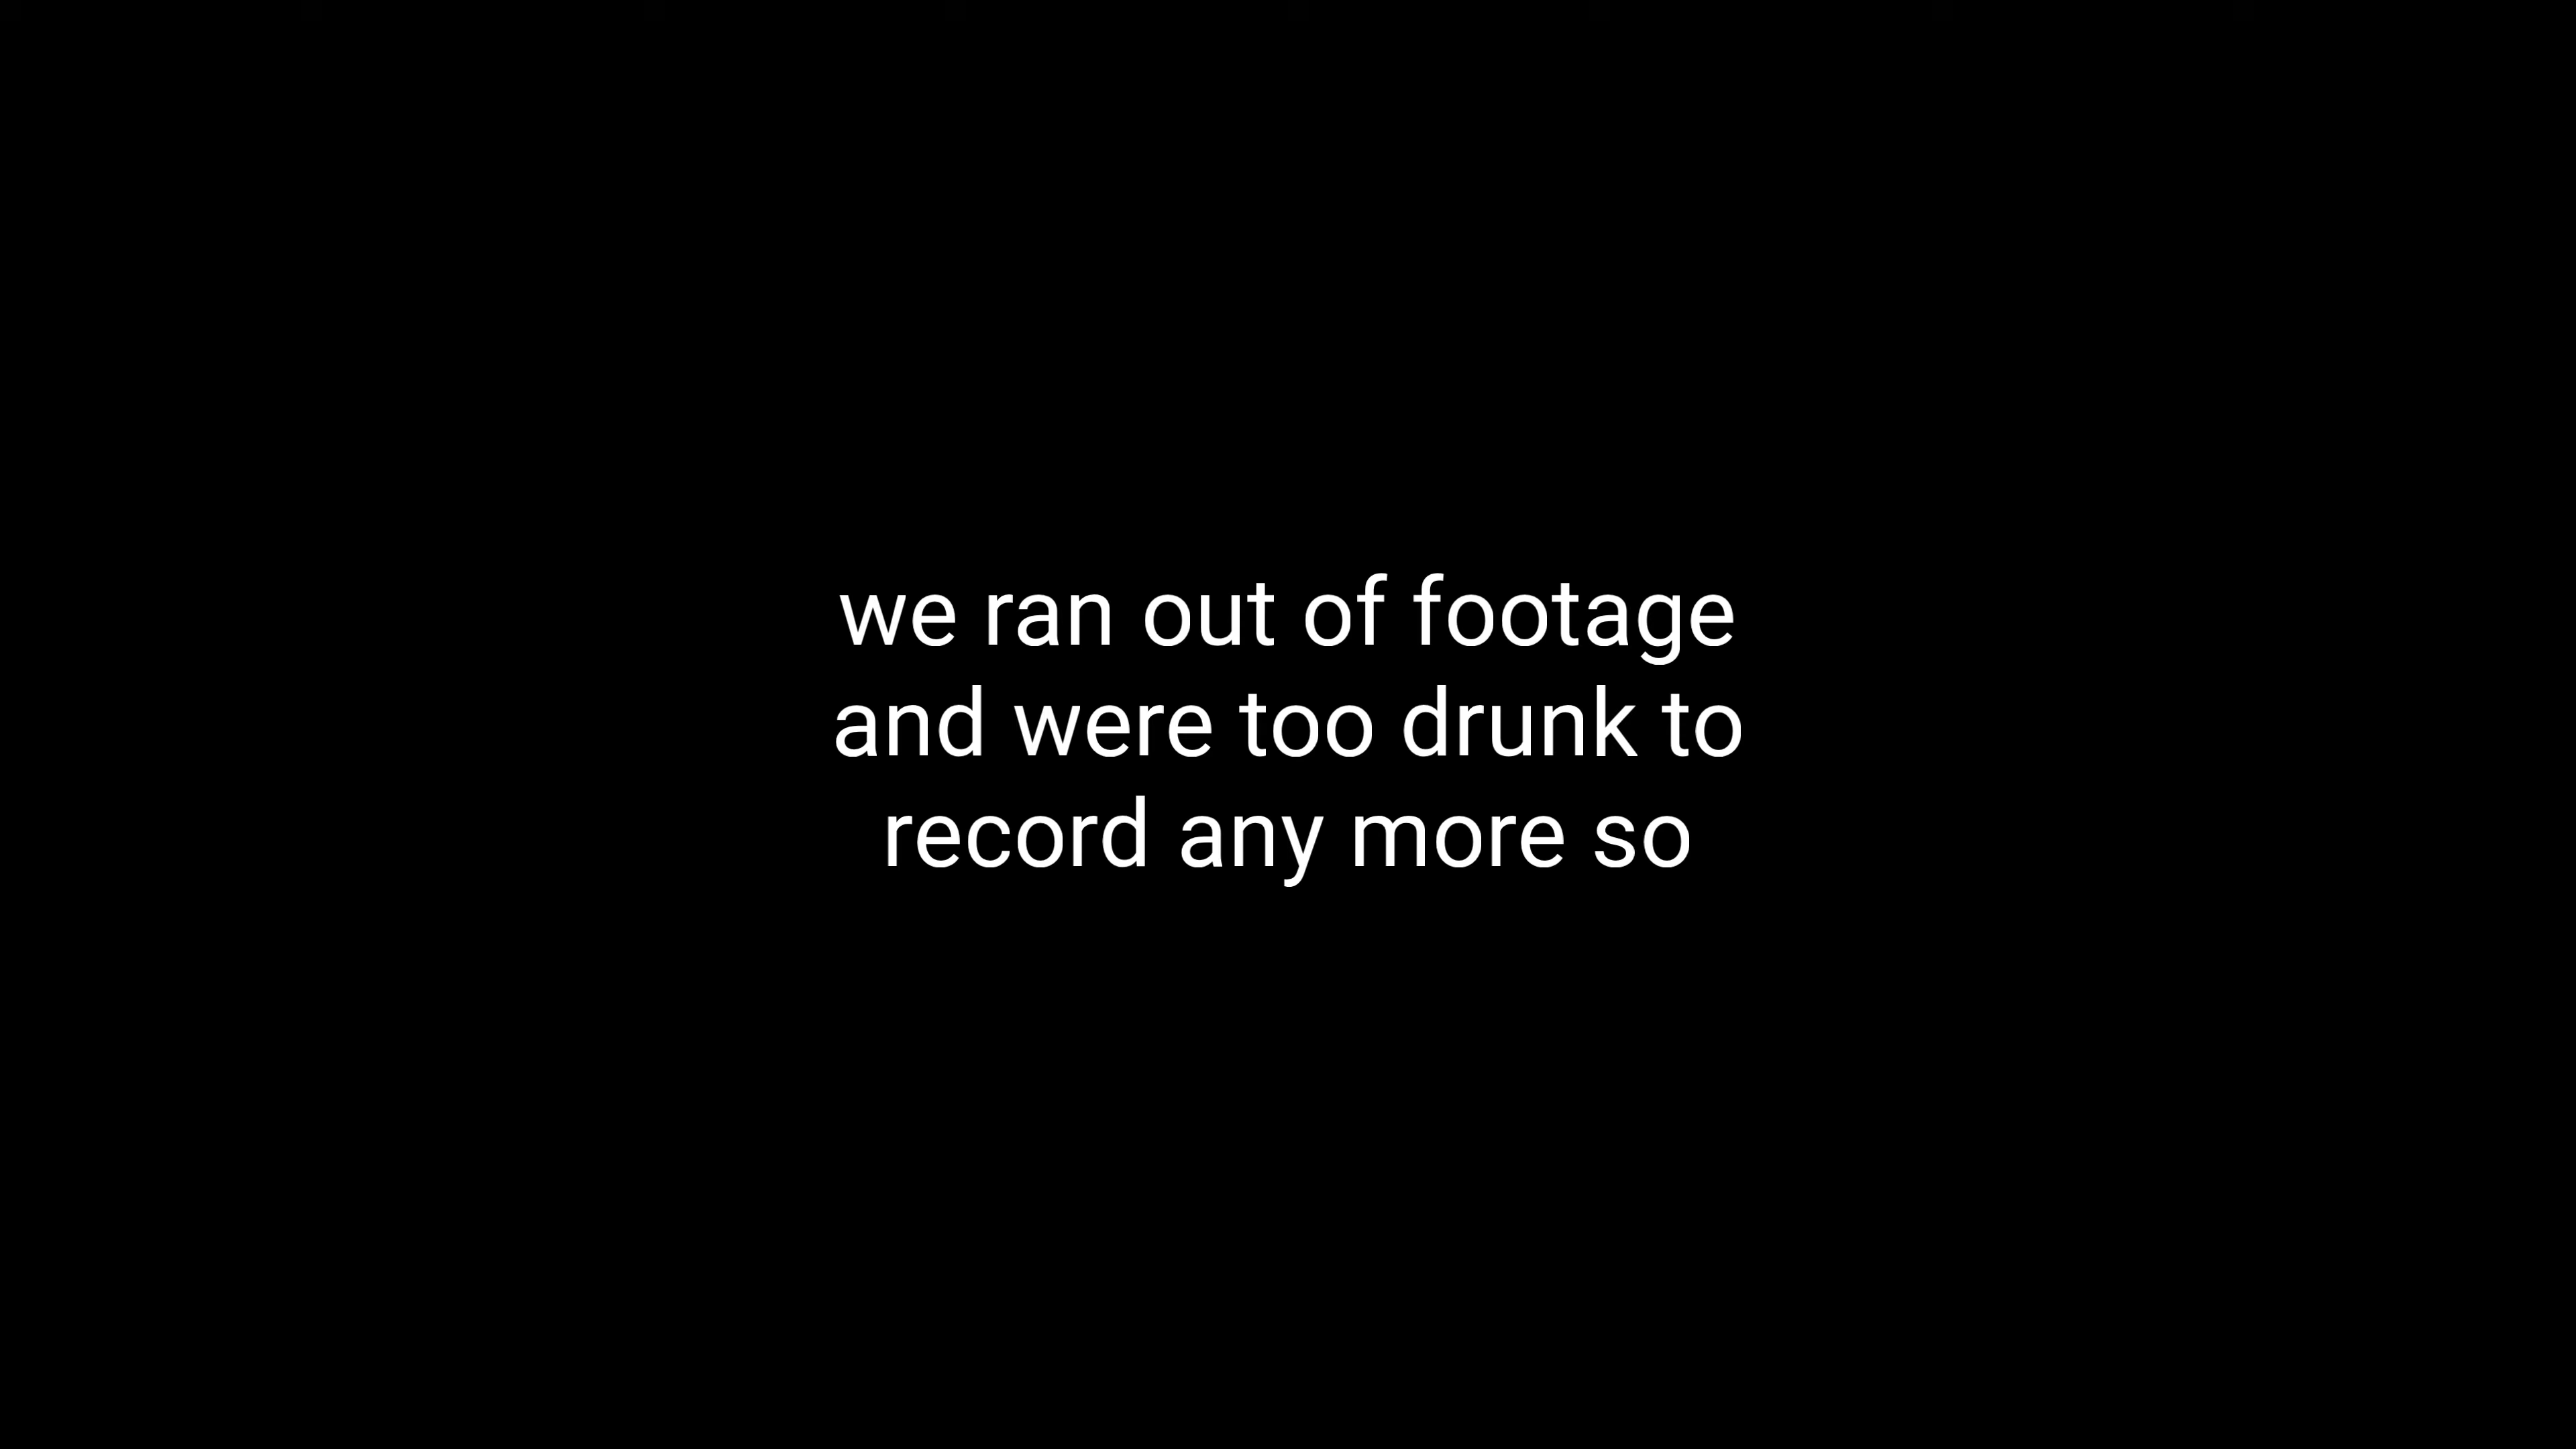 we ran out of footage
and were too drunk to
record any more so